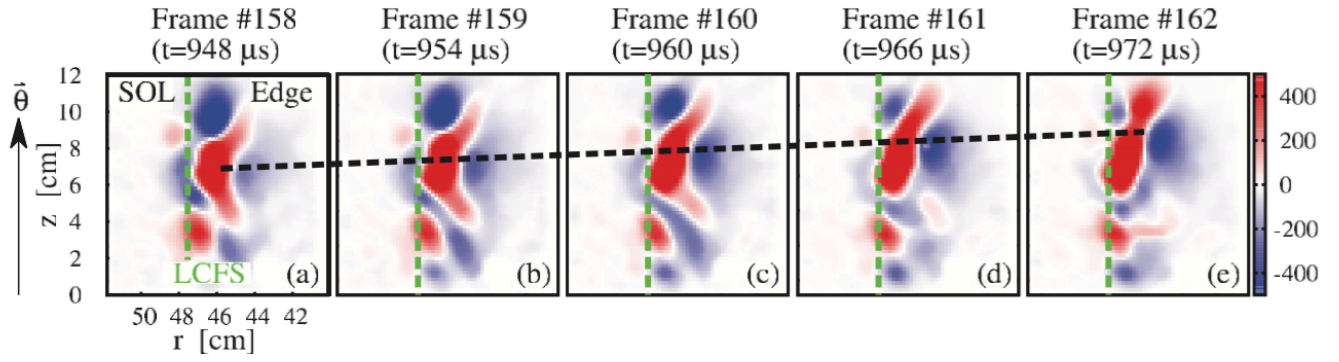 Frame #158 Frame #159 Frame #160 Frame #161 Frame #162
(t=948 μs) (t=954 μs) (t=960 μs) (t=966 μs) (t=972 μs)
θ
SOL Edge
LCFS
(a) (b) (c) (d) (e)
12
10
8
6
4
2
0
z [cm]
50 48 46 44 42
r [cm]
400
200
0
-200
-400